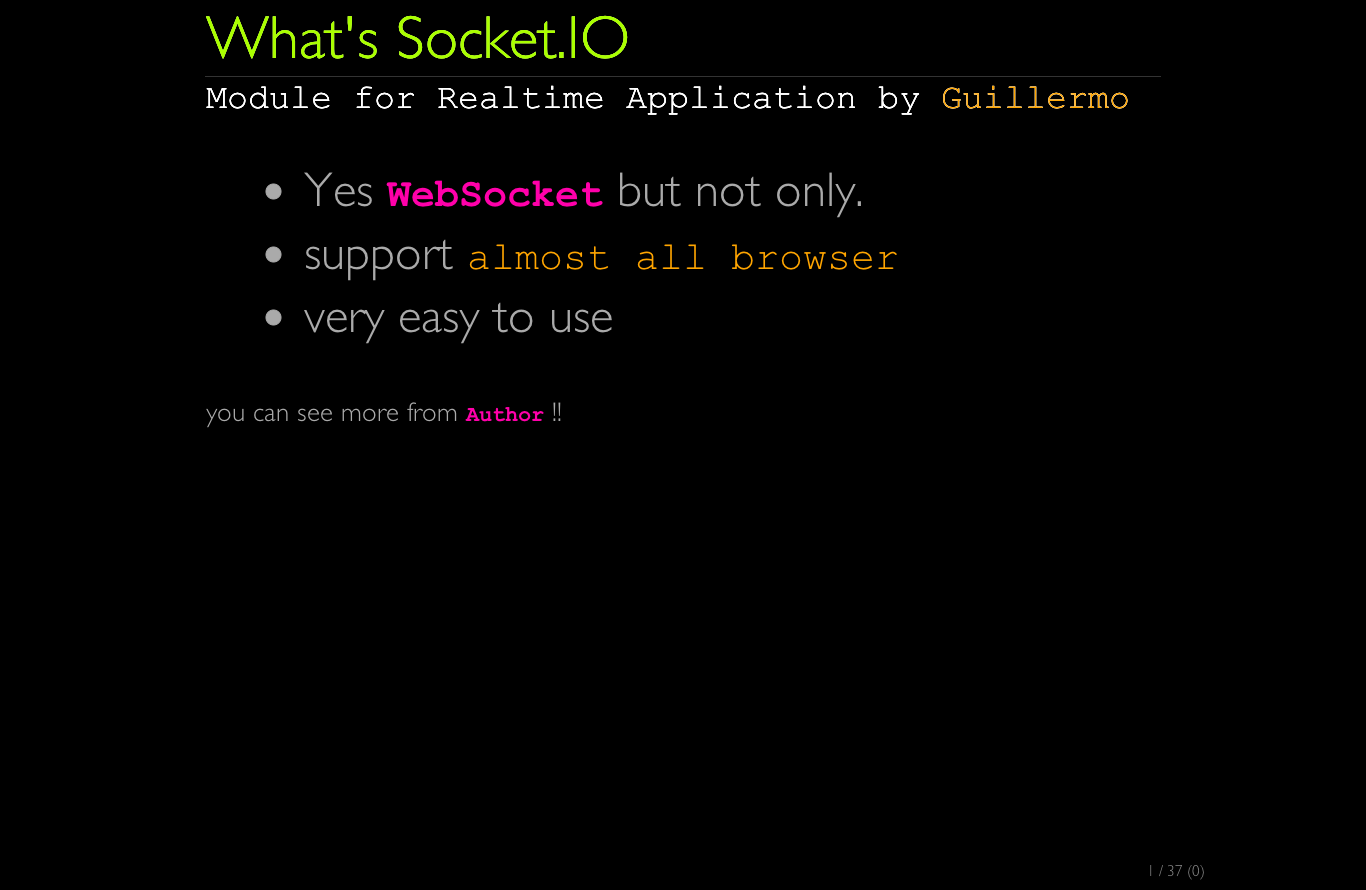 What's Socket.IO
Module for Realtime Application by Guillermo
• Yes WebSocket but not only.
• support almost all browser
• very easy to use
you can see more from Author !!
1 / 37 (0)